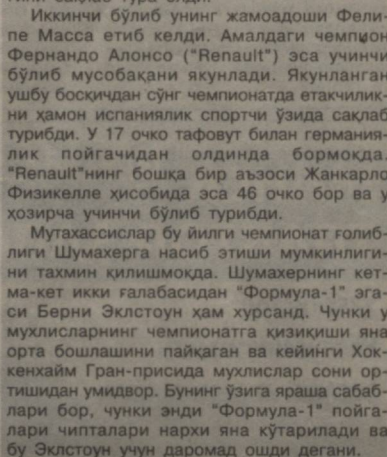 Иккинчи бўлиб унинг жамоадоши Фели-
пе Масса етиб келди. Амалдаги чемпион
Фернандо Алонсо ("Renault") эса учинчи
бўлиб мусобақани якунлади. Якунланган
ушбу босқичдан сўнг чемпионатда етакчилик-
ни ҳамон испаниялик спортчи ўзида сақлаб
турибди. У 17 очко тафовут билан германия-
лик пойгачидан олдинда бормоқда.
"Renault"нинг бошқа бир аъзоси Жанкарло
Физикелле ҳисобида эса 46 очко бор ва у
ҳозирча учинчи бўлиб турибди.
Мутахассислар бу йилги чемпионат ғолиб-
лиги Шумахерга насиб этиши мумкинлиги-
ни тахмин қилишмоқда. Шумахернинг кет-
ма-кет икки ғалабасидан "Формула-1" эга-
си Берни Эклстоун ҳам хурсанд. Чунки у
мухлисларнинг чемпионатга қизиқиши яна
орта бошлашини пайқаган ва кейинги Хок-
кенхайм Гран-присида мухлислар сони ор-
тишидан умидвор. Бунинг ўзига яраша сабаб-
лари бор, чунки энди "Формула-1" пойга-
лари чипталари нархи яна кўтарилади ва
бу Эклстоун учун даромад ошди дегани.